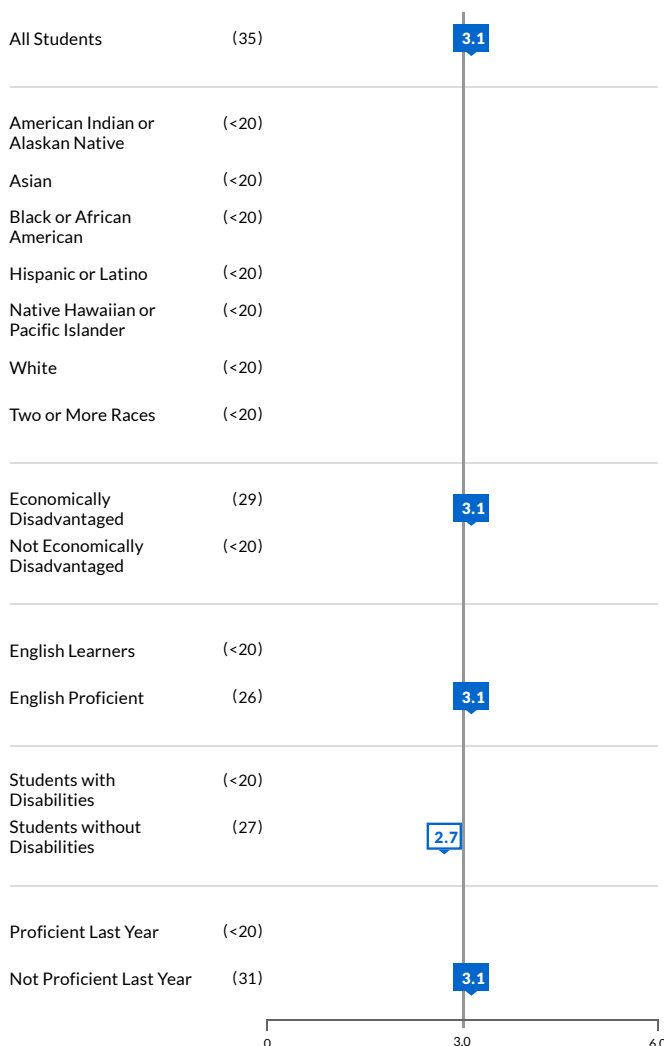 All Students (35) 3.1
American Indian or (<20)
Alaskan Native
Asian (<20)
Black or African (<20)
American
Hispanic or Latino (<20)
Native Hawaiian or (<20)
Pacific Islander
White (<20)
Two or More Races (<20)
Economically (29) 3.1
Disadvantaged
Not Economically (<20)
Disadvantaged
English Learners (<20)
English Proficient (26) 3.1
Students with (<20)
Disabilities
Students without (27) 2.7
Disabilities
Proficient Last Year (<20)
Not Proficient Last Year (31) 3.1
0 3.0 6.0